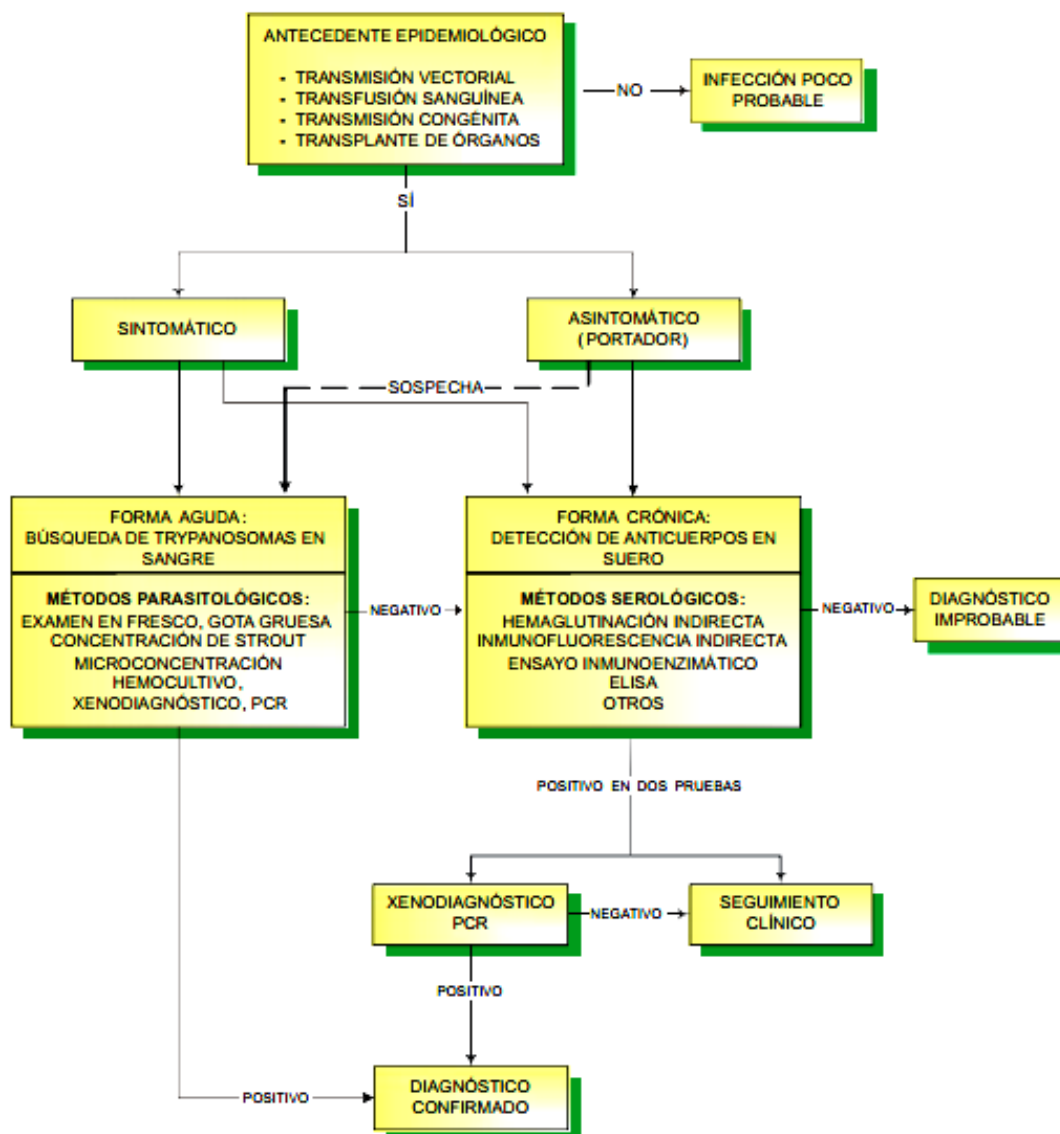 ANTECEDENTE EPIDEMIOLÓGICO
• TRANSMISIÓN VECTORIAL
• TRANSFUSIÓN SANGUÍNEA
• TRANSMISIÓN CONGÉNITA
• TRANSPLANTE DE ÓRGANOS
NO
INFECCIÓN POCO
PROBABLE
SÍ
SINTOMÁTICO
ASINTOMÁTICO
(PORTADOR)
SOSPECHA
FORMA AGUDA:
BÚSQUEDA DE TRYPANOSOMAS EN
SANGRE
MÉTODOS PARASITOLÓGICOS:
EXAMEN EN FRESCO, GOTA GRUESA
CONCENTRACIÓN DE STROUT
MICROCONCENTRACIÓN
HEMOCULTIVO,
XENODIAGNÓSTICO, PCR
NEGATIVO
FORMA CRÓNICA:
DETECCIÓN DE ANTICUERPOS EN
SUERO
MÉTODOS SEROLÓGICOS:
HEMAGLUTINACIÓN INDIRECTA
INMUNOFLUORESCENCIA INDIRECTA
ENSAYO INMUNOENZIMÁTICO
ELISA
OTROS
NEGATIVO
DIAGNÓSTICO
IMPROBABLE
POSITIVO EN DOS PRUEBAS
XENODIAGNÓSTICO
PCR
NEGATIVO
SEGUIMIENTO
CLÍNICO
POSITIVO
POSITIVO
DIAGNÓSTICO
CONFIRMADO